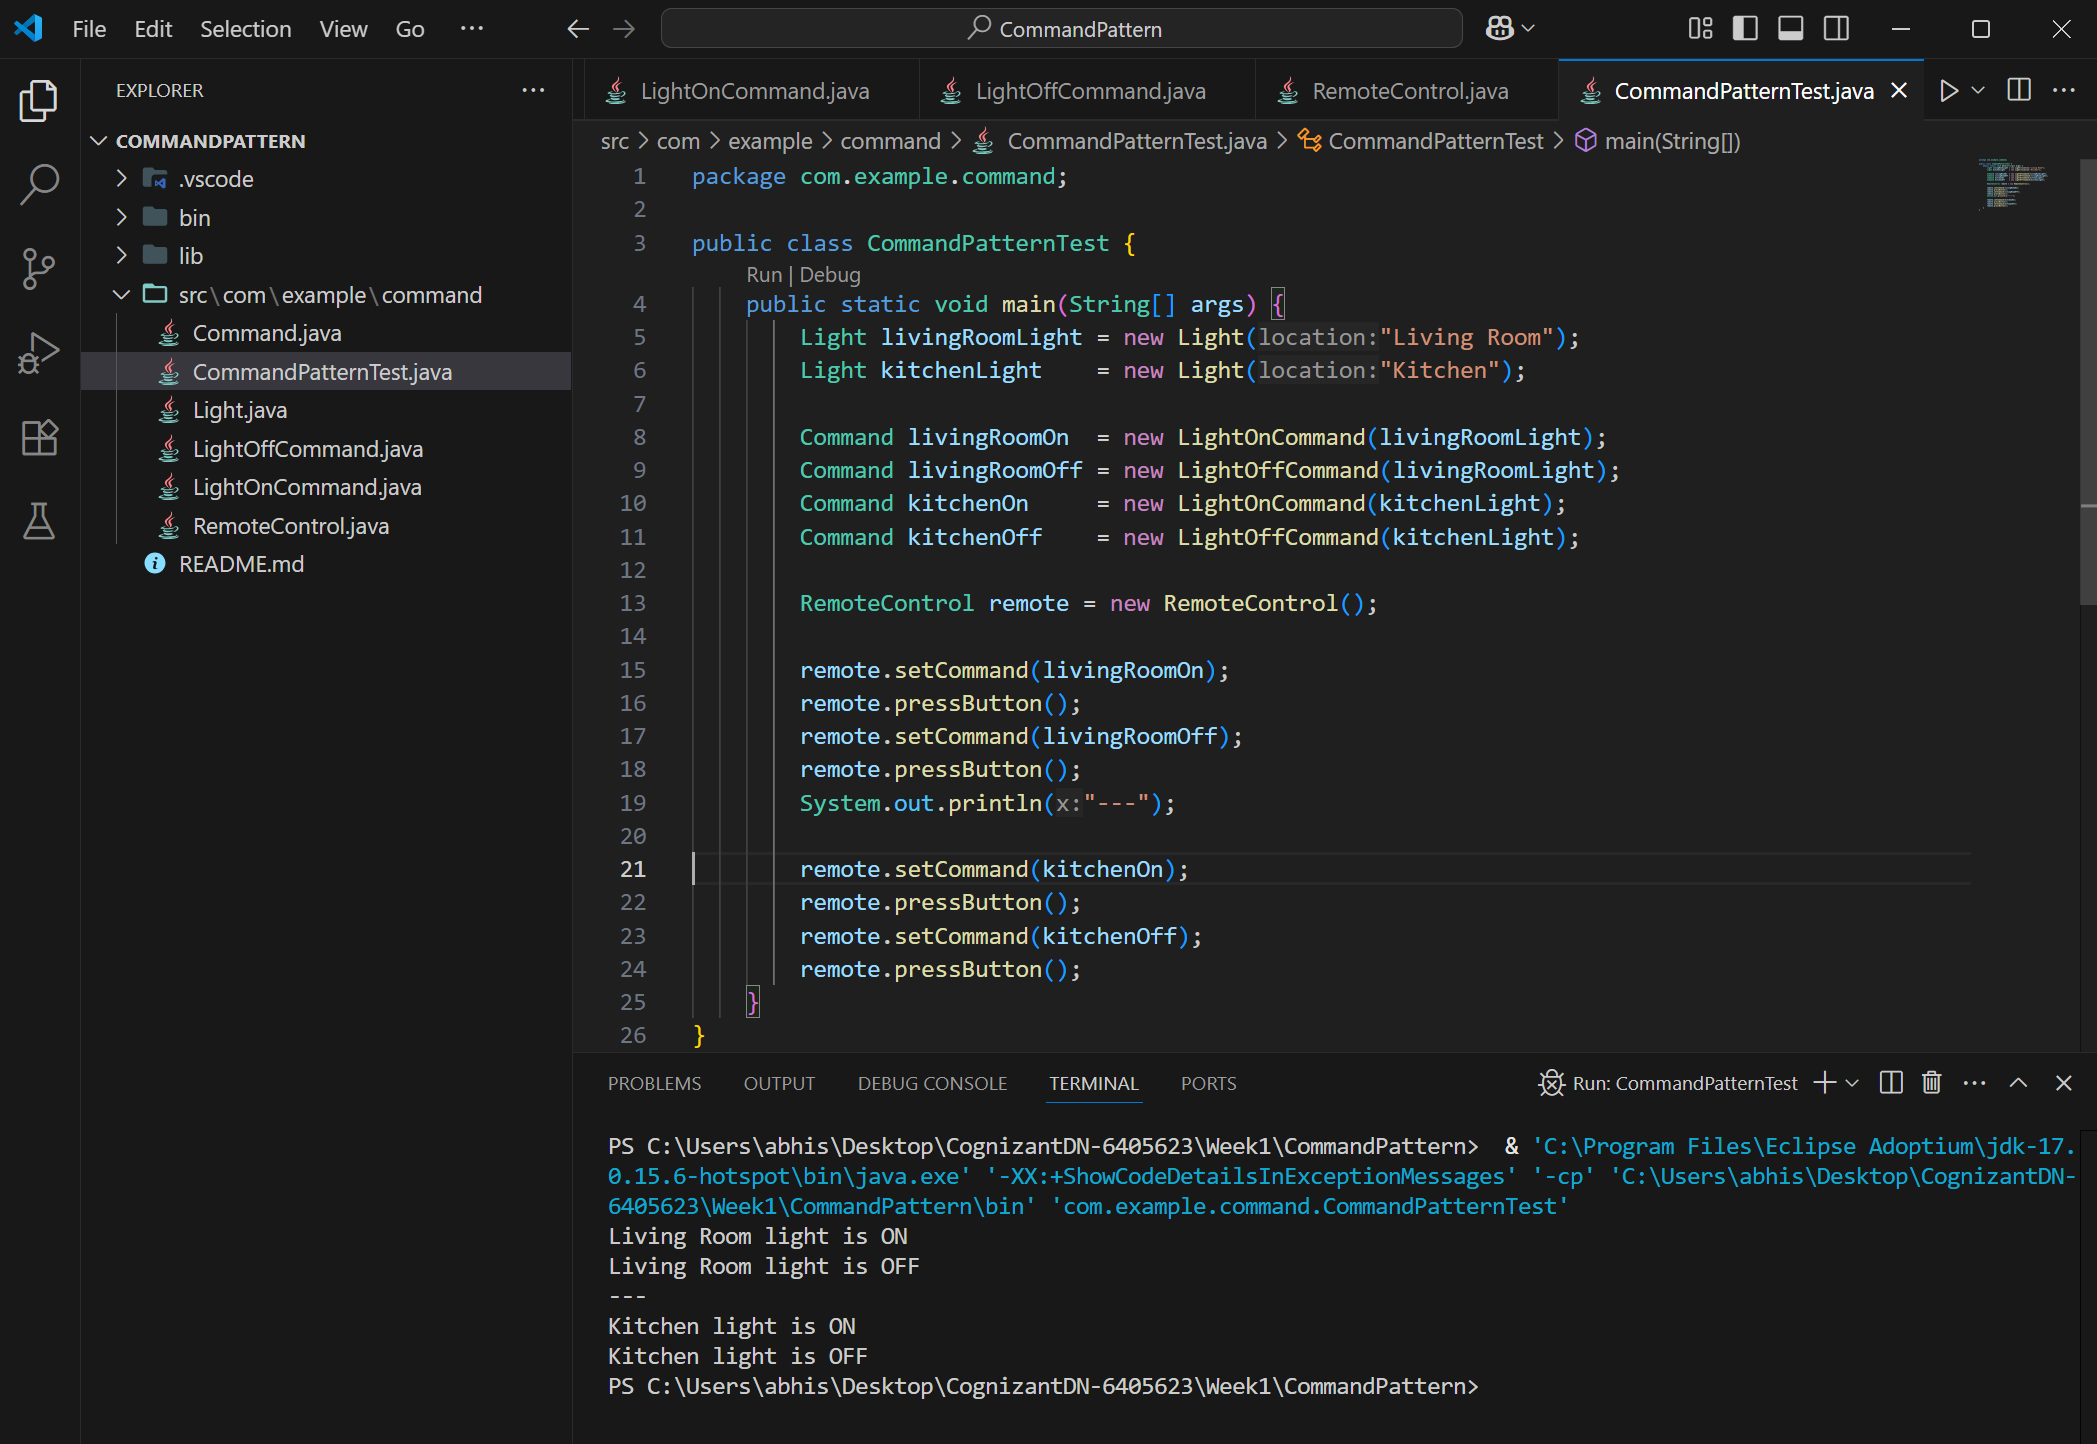 File Edit Selection View Go ···
CommandPattern
EXPLORER
COMMANDPATTERN
.vscode
bin
lib
src\com\example\command
Command.java
CommandPatternTest.java
Light.java
LightOffCommand.java
LightOnCommand.java
RemoteControl.java
README.md
LightOnCommand.java LightOffCommand.java RemoteControl.java CommandPatternTest.java
src > com > example > command > CommandPatternTest.java > CommandPatternTest > main(String[])
1 package com.example.command;
2
3 public class CommandPatternTest {
Run | Debug
4     public static void main(String[] args) {
5         Light livingRoomLight = new Light(location:"Living Room");
6         Light kitchenLight    = new Light(location:"Kitchen");
7
8         Command livingRoomOn  = new LightOnCommand(livingRoomLight);
9         Command livingRoomOff = new LightOffCommand(livingRoomLight);
10         Command kitchenOn     = new LightOnCommand(kitchenLight);
11         Command kitchenOff    = new LightOffCommand(kitchenLight);
12
13         RemoteControl remote = new RemoteControl();
14
15         remote.setCommand(livingRoomOn);
16         remote.pressButton();
17         remote.setCommand(livingRoomOff);
18         remote.pressButton();
19         System.out.println(x:"---");
20
21         remote.setCommand(kitchenOn);
22         remote.pressButton();
23         remote.setCommand(kitchenOff);
24         remote.pressButton();
25     }
26 }
PROBLEMS OUTPUT DEBUG CONSOLE TERMINAL PORTS Run: CommandPatternTest
PS C:\Users\abhis\Desktop\CognizantDN-6405623\Week1\CommandPattern>  & 'C:\Program Files\Eclipse Adoptium\jdk-17.
0.15.6-hotspot\bin\java.exe' '-XX:+ShowCodeDetailsInExceptionMessages' '-cp' 'C:\Users\abhis\Desktop\CognizantDN-
6405623\Week1\CommandPattern\bin' 'com.example.command.CommandPatternTest'
Living Room light is ON
Living Room light is OFF
---
Kitchen light is ON
Kitchen light is OFF
PS C:\Users\abhis\Desktop\CognizantDN-6405623\Week1\CommandPattern>